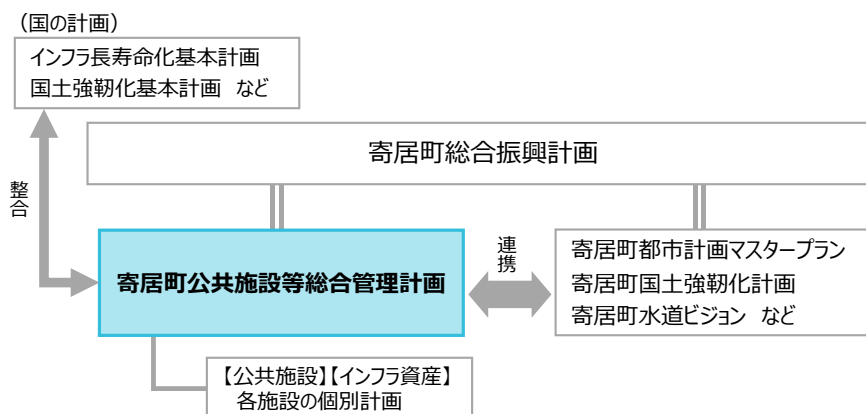 （国の計画）
インフラ長寿命化基本計画
国土強靭化基本計画　など
寄居町総合振興計画
整合
寄居町公共施設等総合管理計画
連携
寄居町都市計画マスタープラン
寄居町国土強靭化計画
寄居町水道ビジョン　など
【公共施設】【インフラ資産】
各施設の個別計画